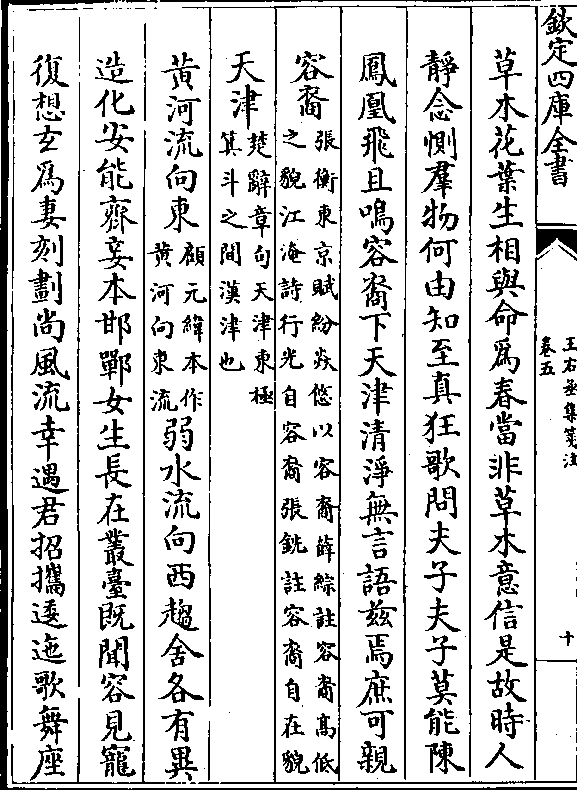 欽定四庫全書
王右丞集箋注
卷五
十
草木花葉生相與命爲春當非草木意信是故時人
靜念惻羣物何由知至真狂歌問夫子夫子莫能陳
鳳凰飛且鳴容裔下天津清淨無言語兹焉庶可親
容裔張衡東京賦紛焱悠以容裔薛綜註容裔髙低
之貌江淹詩行光自容裔張銑註容裔自在貌
天津楚辭章句天津東極
箕斗之間漢津也
黃河流向東顧元緯本作
黃河向東流弱水流向西趨舍各有異
造化安能齊妾本邯鄲女生長在叢臺既聞容見寵
復想玄爲妻刻劃尚風流幸遇君招攜逶迤歌舞座